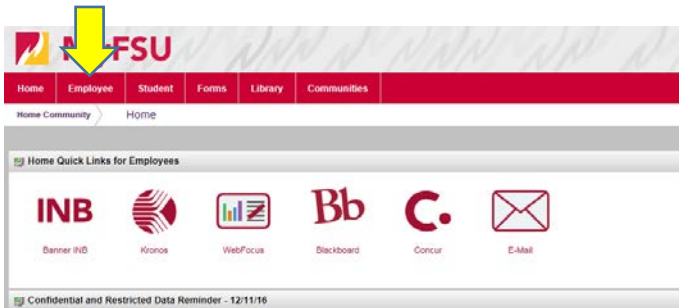 FSU
Home Employee Student Forms Library Communities
Home Community Home
Home Quick Links for Employees
INB Bb C.
Banner INB Kronos WebFocus Blackboard Concur E-Mail
Confidential and Restricted Data Reminder - 12/11/16